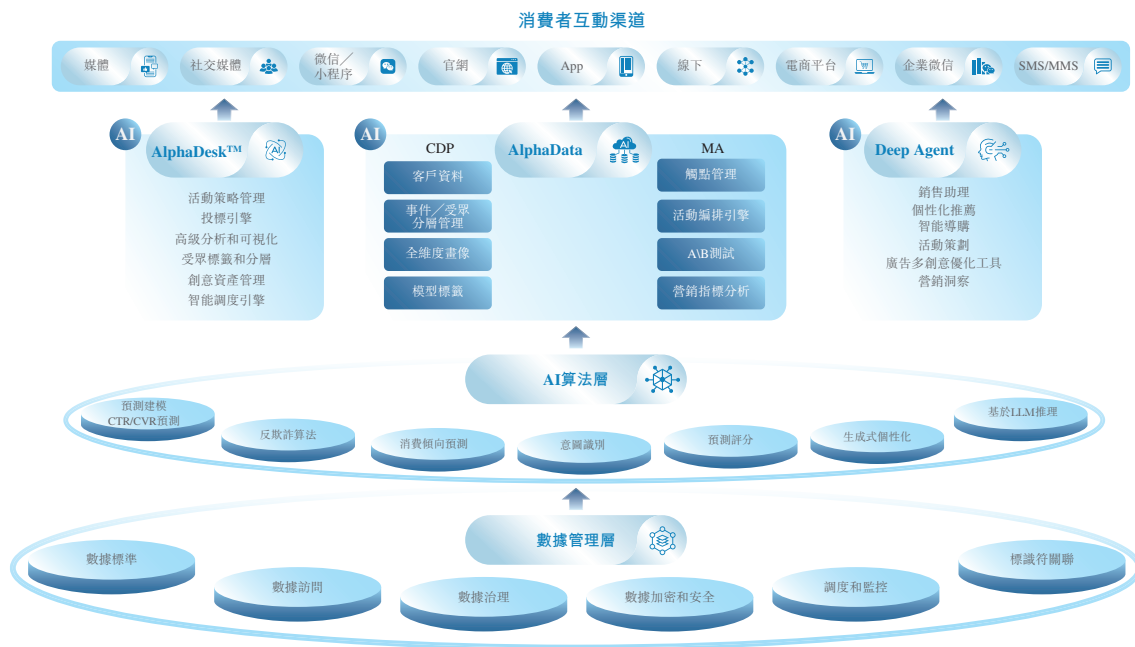 消費者互動渠道
媒體
社交媒體
微信／
小程序
官網
App
線下
電商平台
企業微信
SMS/MMS
AI
AlphaDesk™
AI
活動策略管理
投標引擎
高級分析和可視化
受眾標籤和分層
創意資產管理
智能調度引擎
AI
CDP
AlphaData
AI
MA
客戶資料
事件／受眾
分層管理
全維度畫像
模型標籤
觸點管理
活動編排引擎
A\B測試
營銷指標分析
AI
Deep Agent
銷售助理
個性化推薦
智能導購
活動策劃
廣告多創意優化工具
營銷洞察
AI算法層
預測建模
CTR/CVR預測
反欺詐算法
消費傾向預測
意圖識別
預測評分
生成式個性化
基於LLM推理
數據管理層
數據標準
數據訪問
數據治理
數據加密和安全
調度和監控
標識符關聯